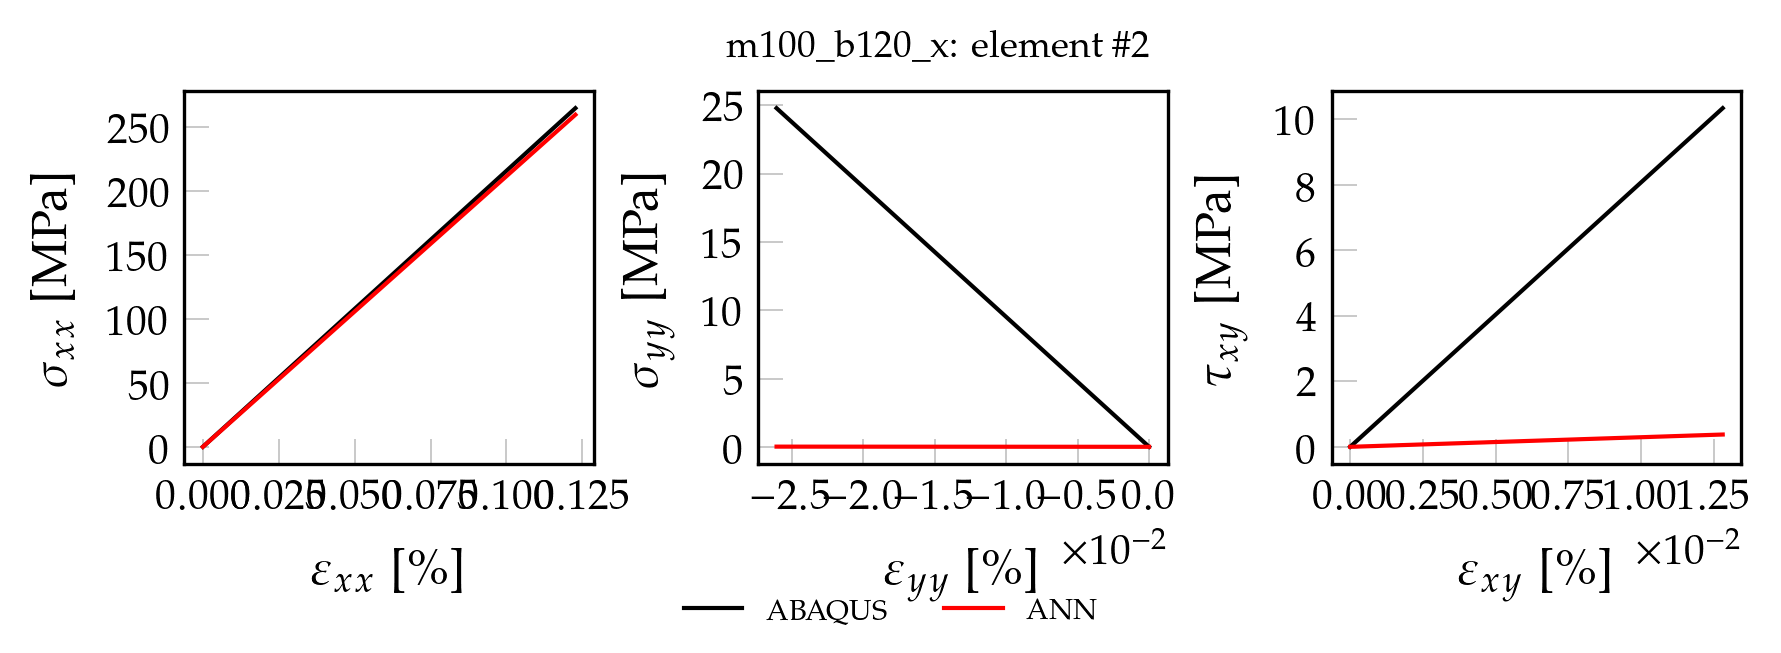 m100_b120_x: element #2
σxx [MPa]
250
200
150
100
50
0
0.000 0.025 0.050 0.075 0.100 0.125
εxx [%]
σyy [MPa]
25
20
15
10
5
0
−2.5 −2.0 −1.5 −1.0 −0.5 0.0
×10−2
εyy [%]
τxy [MPa]
10
8
6
4
2
0
0.00 0.25 0.50 0.75 1.00 1.25
×10−2
εxy [%]
ABAQUS ANN